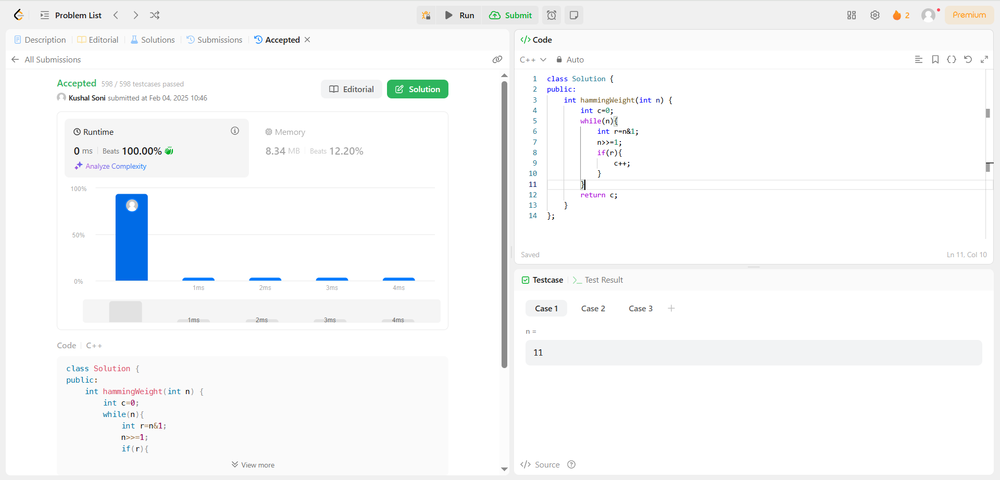 Problem List
Run
Submit
2
Premium
Description
Editorial
Solutions
Submissions
Accepted
All Submissions
Accepted 598 / 598 testcases passed
Kushal Soni submitted at Feb 04, 2025 10:46
Editorial
Solution
Runtime
0 ms Beats 100.00%
Analyze Complexity
Memory
8.34 MB Beats 12.20%
100%
50%
0%
1ms 2ms 3ms 4ms
1ms 2ms 3ms 4ms
Code C++
class Solution {
public:
    int hammingWeight(int n) {
        int c=0;
        while(n){
            int r=n&1;
            n>>=1;
            if(r){
View more
</> Code
C++
Auto
1 class Solution {
2 public:
3     int hammingWeight(int n) {
4         int c=0;
5         while(n){
6             int r=n&1;
7             n>>=1;
8             if(r){
9                 c++;
10             }
11         }
12         return c;
13     }
14 };
Saved
Ln 11, Col 10
Testcase
Test Result
Case 1
Case 2
Case 3
n =
11
</> Source